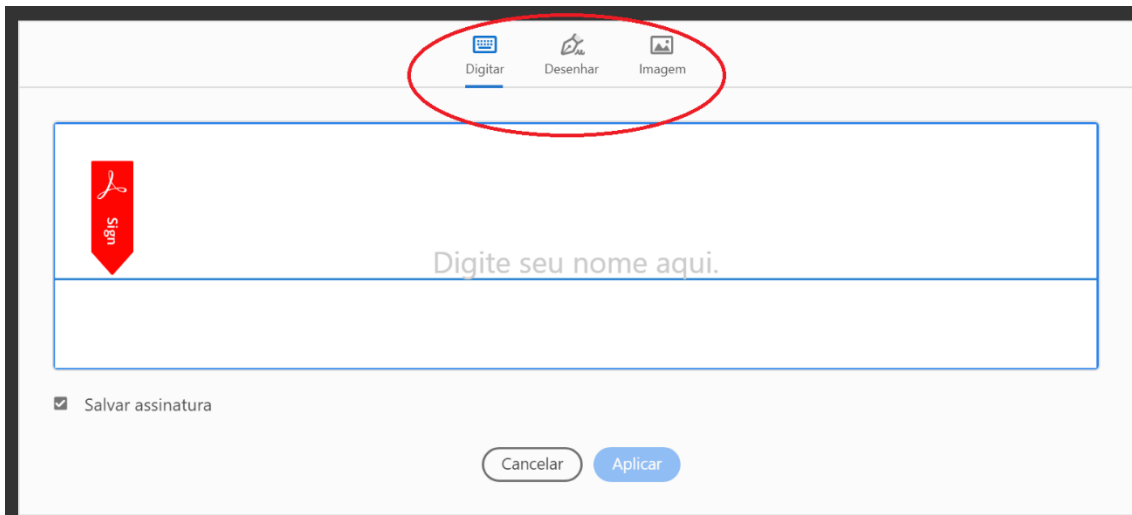 Digitar Desenhar Imagem
Sign
Digite seu nome aqui.
Salvar assinatura
Cancelar Aplicar